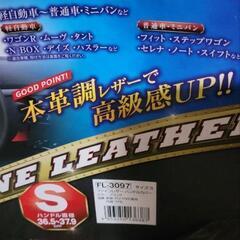 軽自動車～普通車・ミニバンなど
軽自動車
・ワゴンR・ムーヴ・タント
・N BOX・デイズ・ハスラーなど
普通車・ミニバン
・フィット・ステップワゴン
・セレナ・ノート・スイフトなど
GOOD POINT!
本革調レザーで
高級感UP!!
NE LEATHER
S
ハンドル直径
36.5~37.9
FL-3097
サイズS